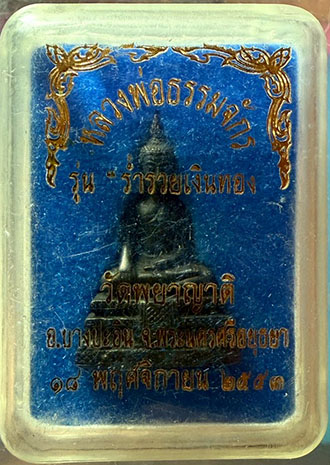 หลวงพ่อธรรมจักร
รุ่น "ร่ำรวยเงินทอง
วัดพยาญาติ
อ.บางปะหัน จ.พระนครศรีอยุธยา
๑๘ พฤศจิกายน ๒๕๕๓